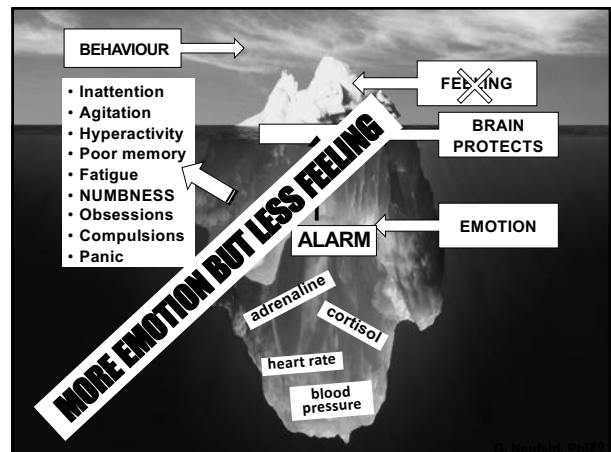 BEHAVIOUR
FEELING
• Inattention
• Agitation
• Hyperactivity
• Poor memory
• Fatigue
• NUMBNESS
• Obsessions
• Compulsions
• Panic
BRAIN
PROTECTS
MORE EMOTION BUT LESS FEELING
ALARM
EMOTION
adrenaline
cortisol
heart rate
blood
pressure
G. Neufeld, PhD